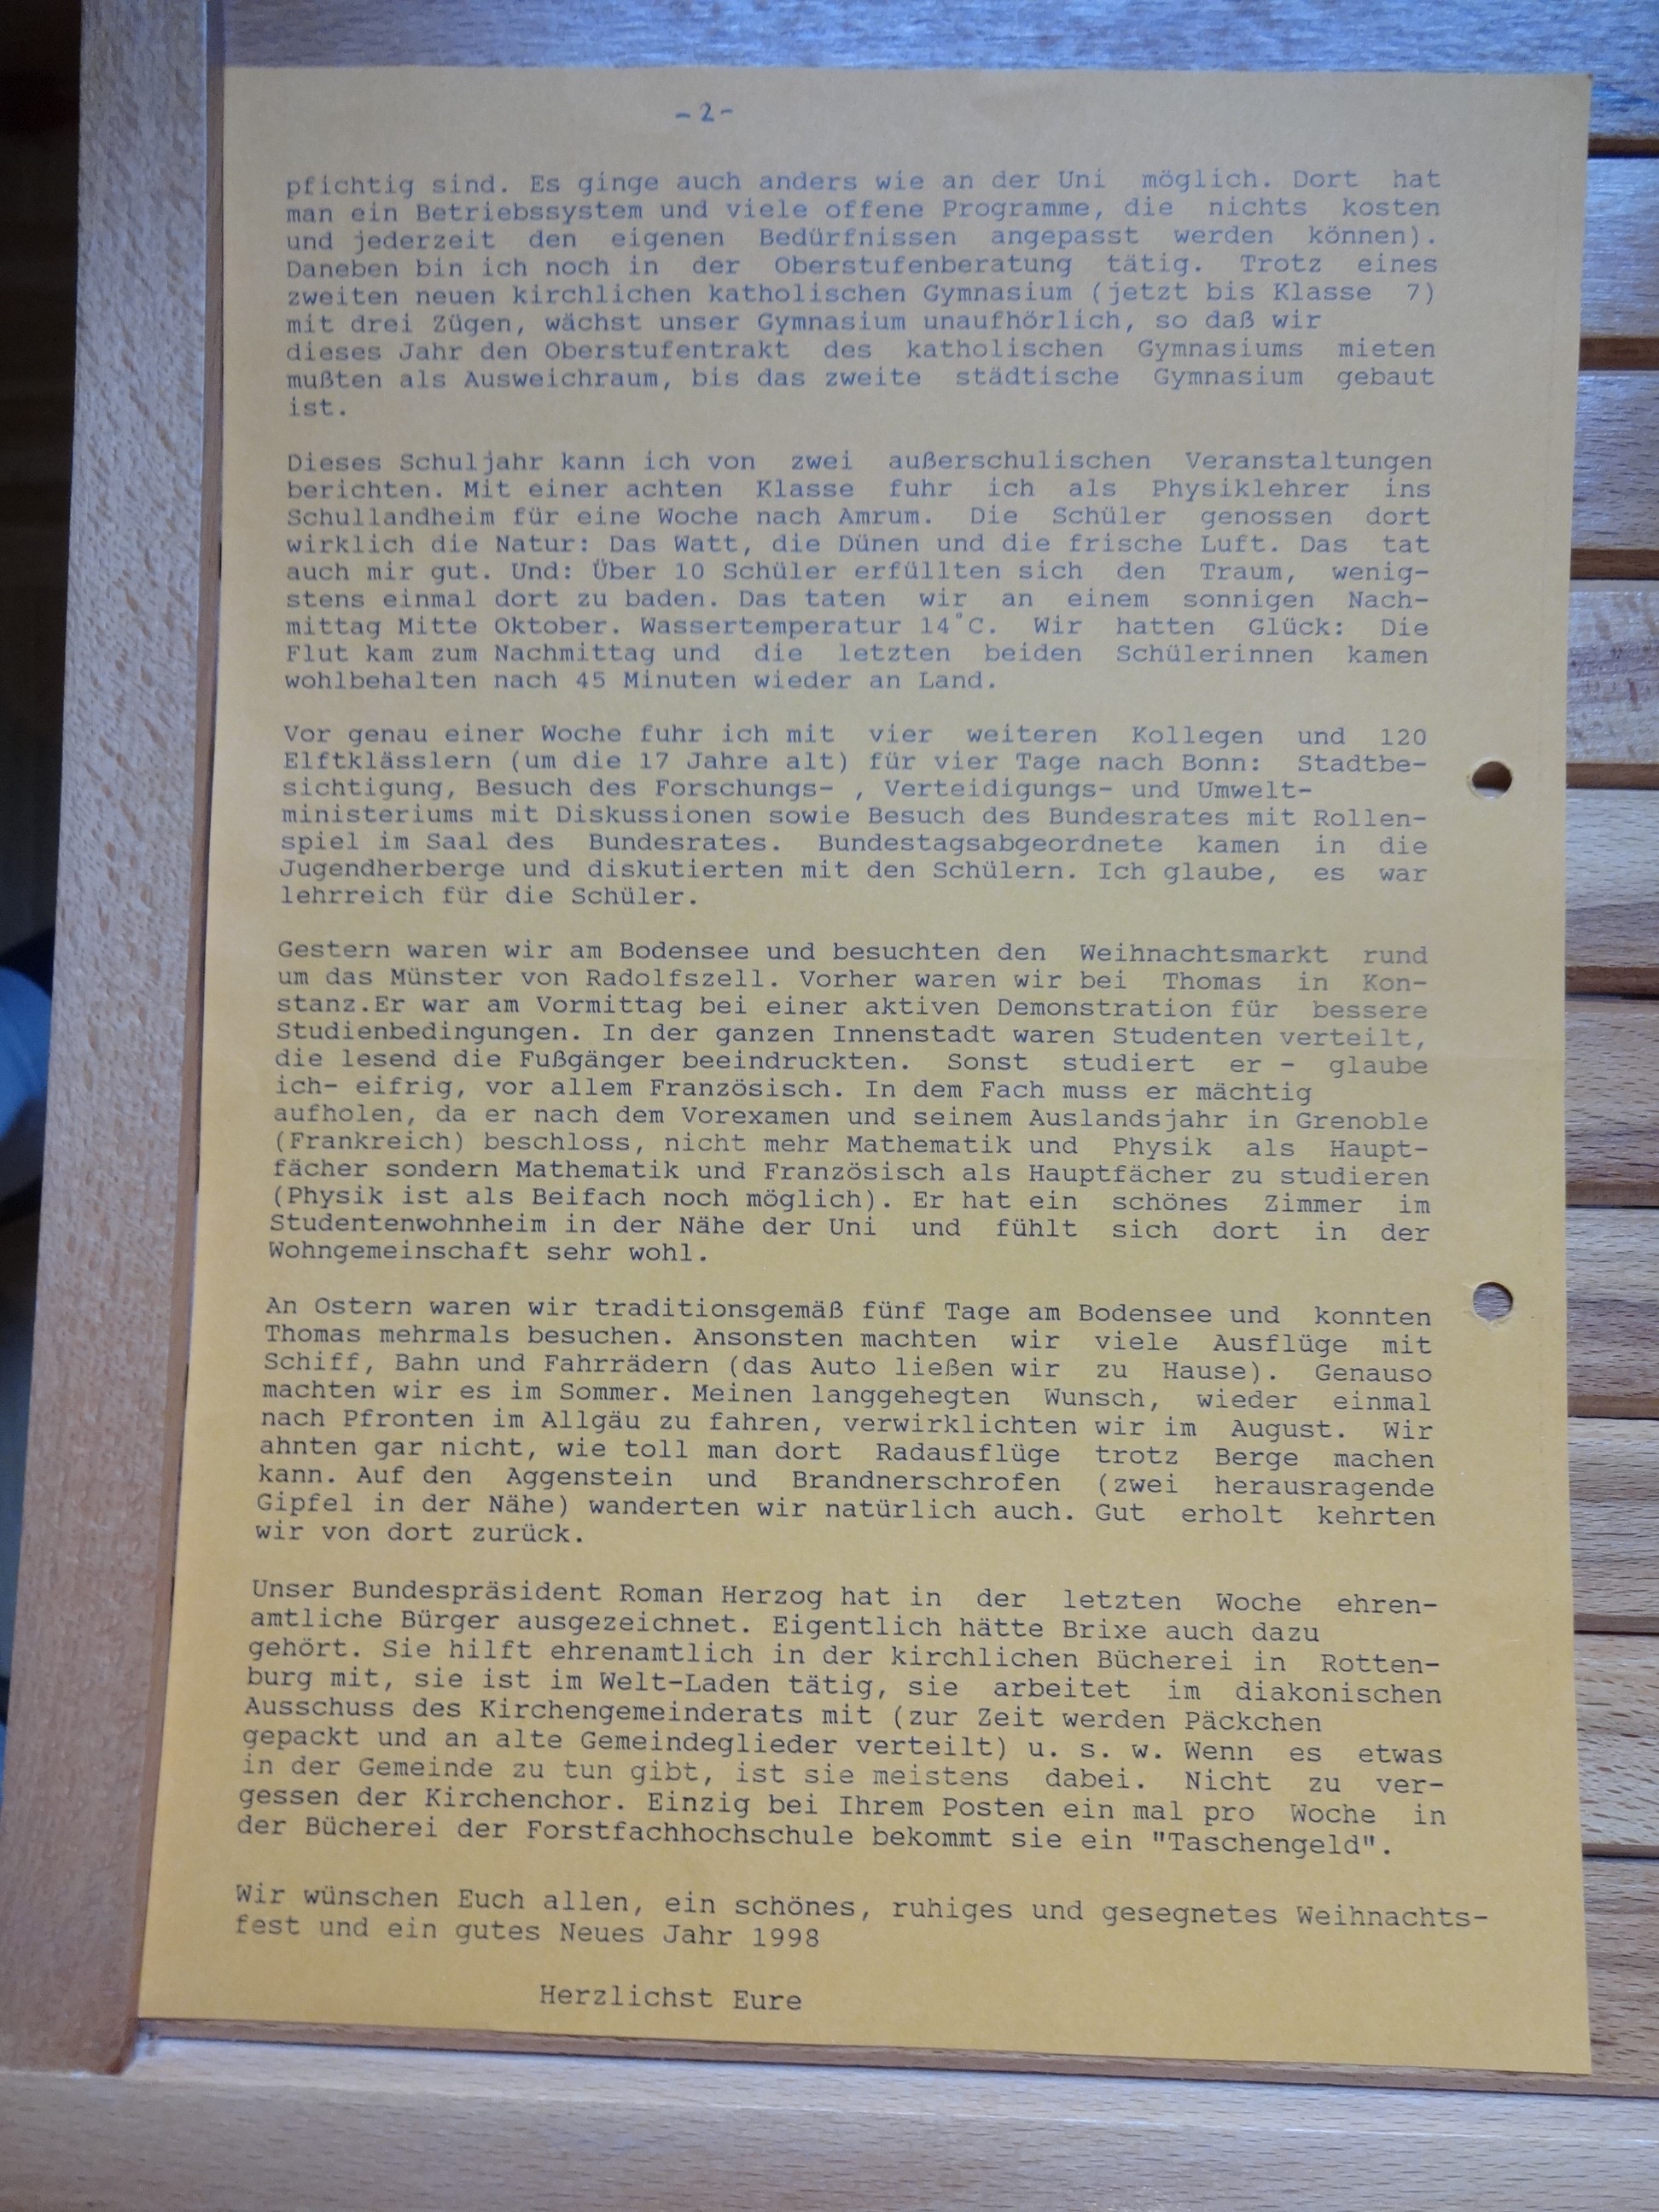 - 2 -
pfichtig sind. Es ginge auch anders wie an der Uni möglich. Dort hat
man ein Betriebssystem und viele offene Programme, die nichts kosten
und jederzeit den eigenen Bedürfnissen angepasst werden können).
Daneben bin ich noch in der Oberstufenberatung tätig. Trotz eines
zweiten neuen kirchlichen katholischen Gymnasium (jetzt bis Klasse 7)
mit drei Zügen, wächst unser Gymnasium unaufhörlich, so daß wir
dieses Jahr den Oberstufentrakt des katholischen Gymnasiums mieten
mußten als Ausweichraum, bis das zweite städtische Gymnasium gebaut
ist.
Dieses Schuljahr kann ich von zwei außerschulischen Veranstaltungen
berichten. Mit einer achten Klasse fuhr ich als Physiklehrer ins
Schullandheim für eine Woche nach Amrum. Die Schüler genossen dort
wirklich die Natur: Das Watt, die Dünen und die frische Luft. Das tat
auch mir gut. Und: Über 10 Schüler erfüllten sich den Traum, wenig-
stens einmal dort zu baden. Das taten wir an einem sonnigen Nach-
mittag Mitte Oktober. Wassertemperatur 14°C. Wir hatten Glück: Die
Flut kam zum Nachmittag und die letzten beiden Schülerinnen kamen
wohlbehalten nach 45 Minuten wieder an Land.
Vor genau einer Woche fuhr ich mit vier weiteren Kollegen und 120
Elftklässlern (um die 17 Jahre alt) für vier Tage nach Bonn: Stadtbe-
sichtigung, Besuch des Forschungs- , Verteidigungs- und Umwelt-
ministeriums mit Diskussionen sowie Besuch des Bundesrates mit Rollen-
spiel im Saal des Bundesrates. Bundestagsabgeordnete kamen in die
Jugendherberge und diskutierten mit den Schülern. Ich glaube, es war
lehrreich für die Schüler.
Gestern waren wir am Bodensee und besuchten den Weihnachtsmarkt rund
um das Münster von Radolfszell. Vorher waren wir bei Thomas in Kon-
stanz.Er war am Vormittag bei einer aktiven Demonstration für bessere
Studienbedingungen. In der ganzen Innenstadt waren Studenten verteilt,
die lesend die Fußgänger beeindruckten. Sonst studiert er - glaube
ich- eifrig, vor allem Französisch. In dem Fach muss er mächtig
aufholen, da er nach dem Vorexamen und seinem Auslandsjahr in Grenoble
(Frankreich) beschloss, nicht mehr Mathematik und Physik als Haupt-
fächer sondern Mathematik und Französisch als Hauptfächer zu studieren
(Physik ist als Beifach noch möglich). Er hat ein schönes Zimmer im
Studentenwohnheim in der Nähe der Uni und fühlt sich dort in der
Wohngemeinschaft sehr wohl.
An Ostern waren wir traditionsgemäß fünf Tage am Bodensee und konnten
Thomas mehrmals besuchen. Ansonsten machten wir viele Ausflüge mit
Schiff, Bahn und Fahrrädern (das Auto ließen wir zu Hause). Genauso
machten wir es im Sommer. Meinen langgehegten Wunsch, wieder einmal
nach Pfronten im Allgäu zu fahren, verwirklichten wir im August. Wir
ahnten gar nicht, wie toll man dort Radausflüge trotz Berge machen
kann. Auf den Aggenstein und Brandnerschrofen (zwei herausragende
Gipfel in der Nähe) wanderten wir natürlich auch. Gut erholt kehrten
wir von dort zurück.
Unser Bundespräsident Roman Herzog hat in der letzten Woche ehren-
amtliche Bürger ausgezeichnet. Eigentlich hätte Brixe auch dazu
gehört. Sie hilft ehrenamtlich in der kirchlichen Bücherei in Rotten-
burg mit, sie ist im Welt-Laden tätig, sie arbeitet im diakonischen
Ausschuss des Kirchengemeinderats mit (zur Zeit werden Päckchen
gepackt und an alte Gemeindeglieder verteilt) u. s. w. Wenn es etwas
in der Gemeinde zu tun gibt, ist sie meistens dabei. Nicht zu ver-
gessen der Kirchenchor. Einzig bei Ihrem Posten ein mal pro Woche in
der Bücherei der Forstfachhochschule bekommt sie ein "Taschengeld".
Wir wünschen Euch allen, ein schönes, ruhiges und gesegnetes Weihnachts-
fest und ein gutes Neues Jahr 1998
Herzlichst Eure